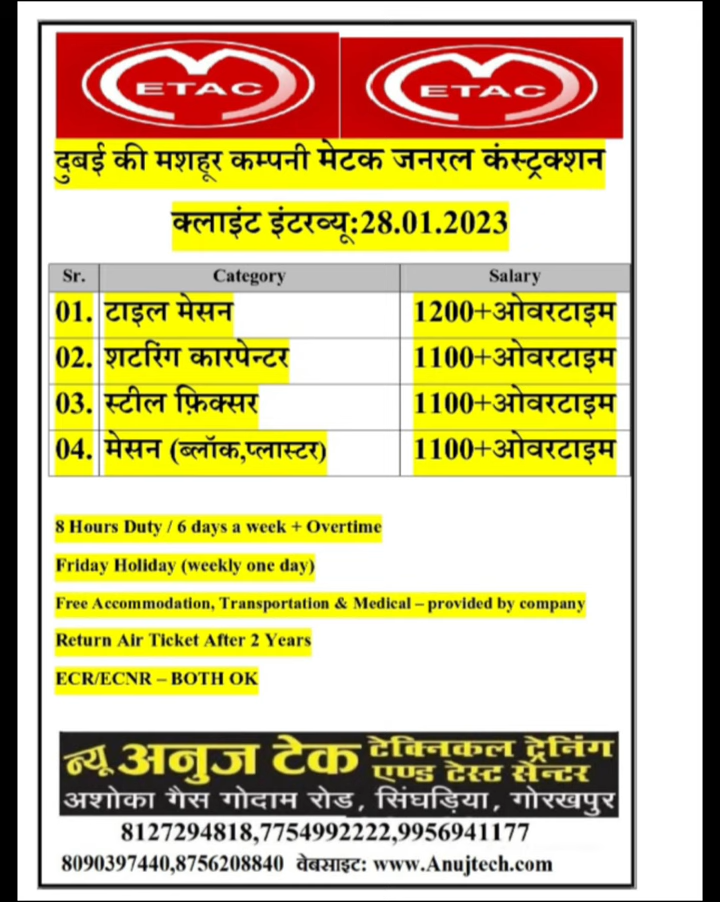 ETAC ETAC
दुबई की मशहूर कम्पनी मेटक जनरल कंस्ट्रक्शन
क्लाइंट इंटरव्यू:28.01.2023
Sr. Category Salary
01. टाइल मेसन 1200+ओवरटाइम
02. शटरिंग कारपेन्टर 1100+ओवरटाइम
03. स्टील फ़िक्सर 1100+ओवरटाइम
04. मेसन (ब्लॉक,प्लास्टर) 1100+ओवरटाइम
8 Hours Duty / 6 days a week + Overtime
Friday Holiday (weekly one day)
Free Accommodation, Transportation & Medical – provided by company
Return Air Ticket After 2 Years
ECR/ECNR – BOTH OK
न्यू अनुज टेक टेक्निकल ट्रेनिंग
एण्ड टेस्ट सेन्टर
अशोका गैस गोदाम रोड, सिंघड़िया, गोरखपुर
8127294818,7754992222,9956941177
8090397440,8756208840 वेबसाइट: www.Anujtech.com